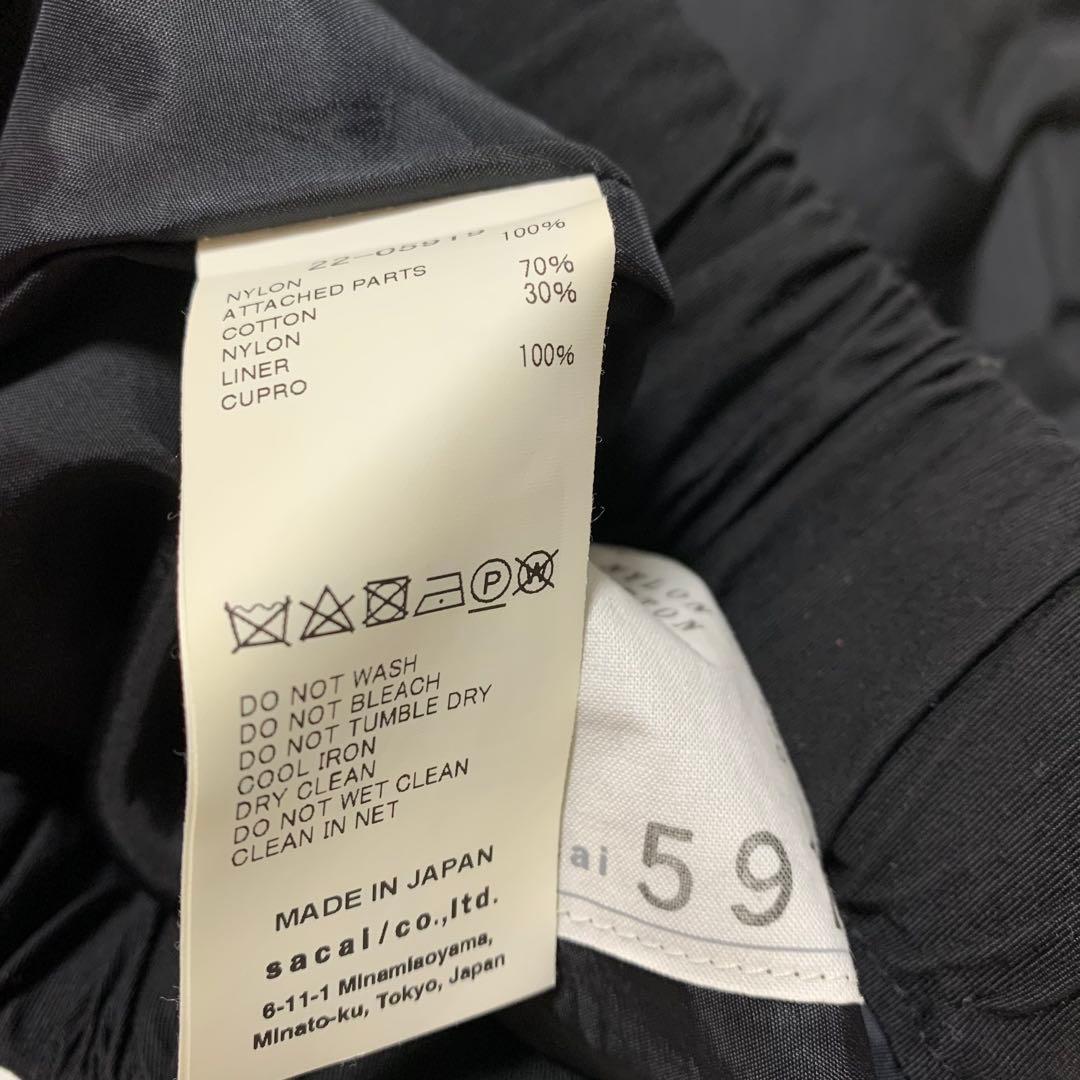 22-05919
NYLON 100%
ATTACHED PARTS
COTTON 70%
NYLON 30%
LINER
CUPRO 100%
P W
DO NOT WASH
DO NOT BLEACH
DO NOT TUMBLE DRY
COOL IRON
DRY CLEAN
DO NOT WET CLEAN
CLEAN IN NET
MADE IN JAPAN
sacai/co.,ltd.
6-11-1 Minamiaoyama,
Minato-ku, Tokyo, Japan
NYLON
ai 59